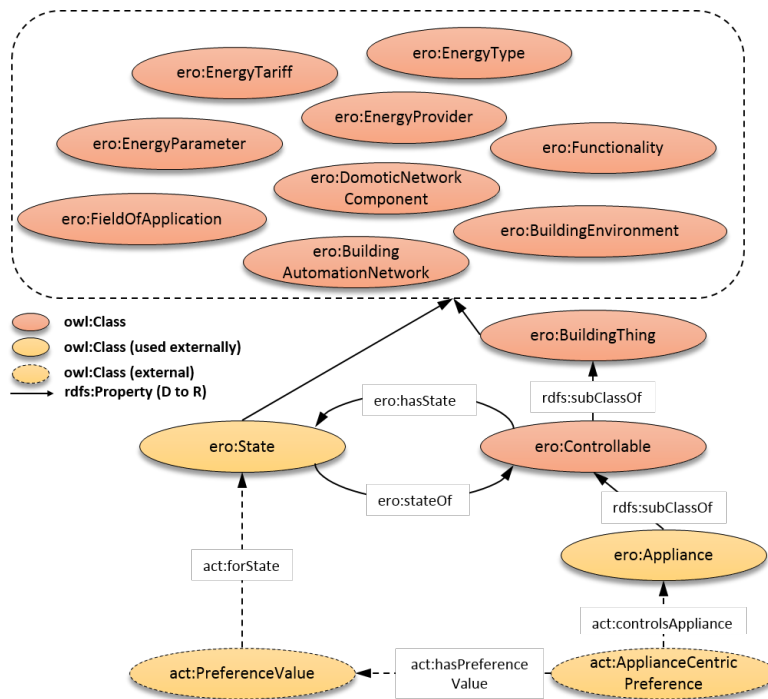 ero:EnergyType
ero:EnergyTariff
ero:EnergyProvider
ero:EnergyParameter
ero:Functionality
ero:DomoticNetwork
Component
ero:FieldOfApplication
ero:BuildingEnvironment
ero:Building
AutomationNetwork
owl:Class
owl:Class (used externally)
owl:Class (external)
rdfs:Property (D to R)
ero:BuildingThing
rdfs:subClassOf
ero:hasState
ero:State
ero:Controllable
ero:stateOf
rdfs:subClassOf
ero:Appliance
act:forState
act:controlsAppliance
act:PreferenceValue
act:hasPreference
Value
act:ApplianceCentric
Preference